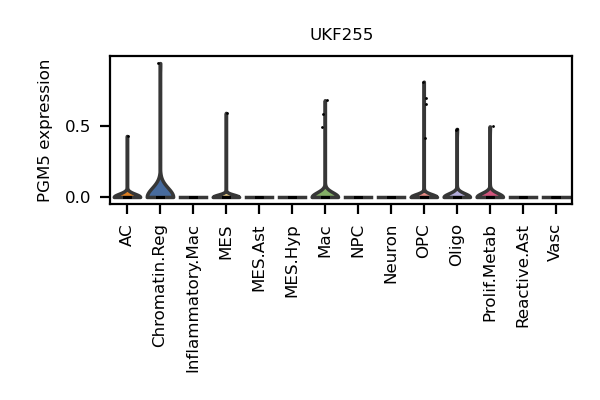 UKF255
PGM5 expression
0.5
0.0
AC
Chromatin.Reg
Inflammatory.Mac
MES
MES.Ast
MES.Hyp
Mac
NPC
Neuron
OPC
Oligo
Prolif.Metab
Reactive.Ast
Vasc